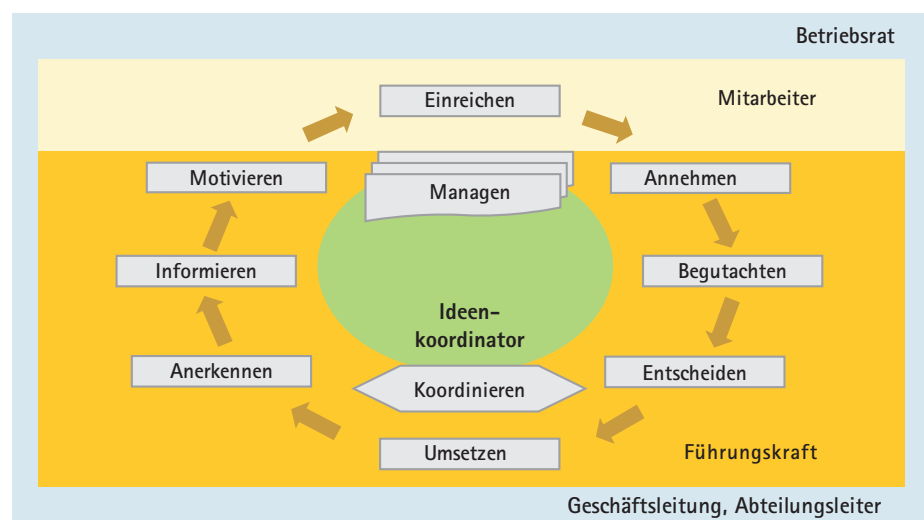 Betriebsrat
Einreichen
Mitarbeiter
Motivieren
Managen
Annehmen
Informieren
Begutachten
Ideen-
koordinator
Anerkennen
Koordinieren
Entscheiden
Umsetzen
Führungskraft
Geschäftsleitung, Abteilungsleiter